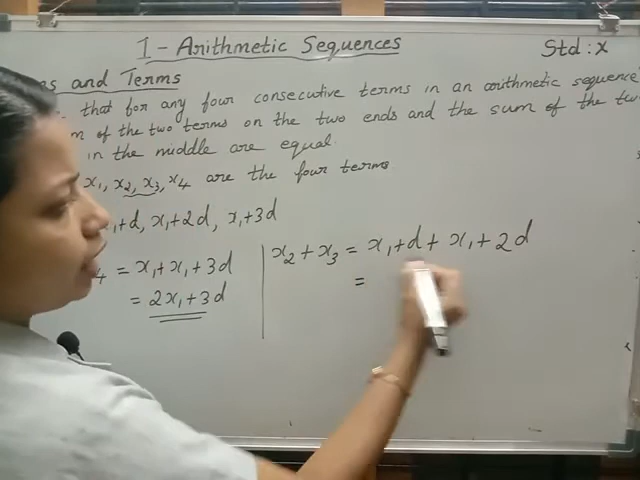 I - Arithmetic Sequences
Std : X
and Terms
that for any four consecutive terms in an arithmetic sequence
of the two terms on the two ends and the sum of the two
in the middle are equal.
x₁, x₂, x₃, x₄ are the four terms
+d, x₁+2d, x₁+3d
4 = x₁+x₁+3d
= 2x₁+3d
x₂+x₃ = x₁+d+x₁+2d
=